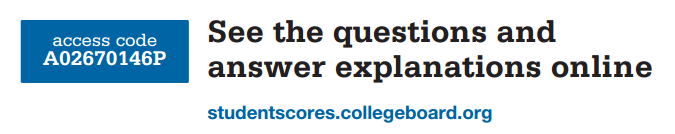 access code
A02670146P
See the questions and
answer explanations online
studentscores.collegeboard.org